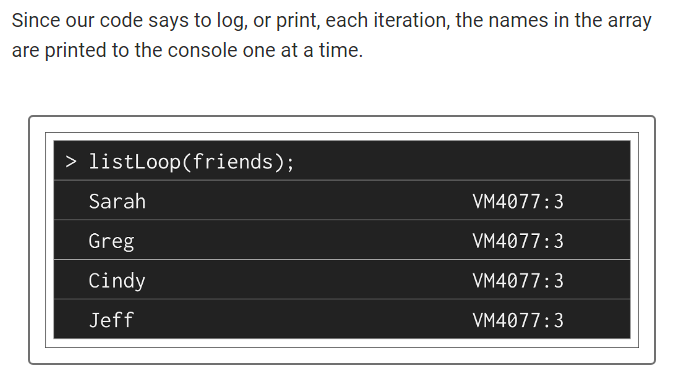 Since our code says to log, or print, each iteration, the names in the array
are printed to the console one at a time.
> listLoop(friends);
Sarah VM4077:3
Greg VM4077:3
Cindy VM4077:3
Jeff VM4077:3